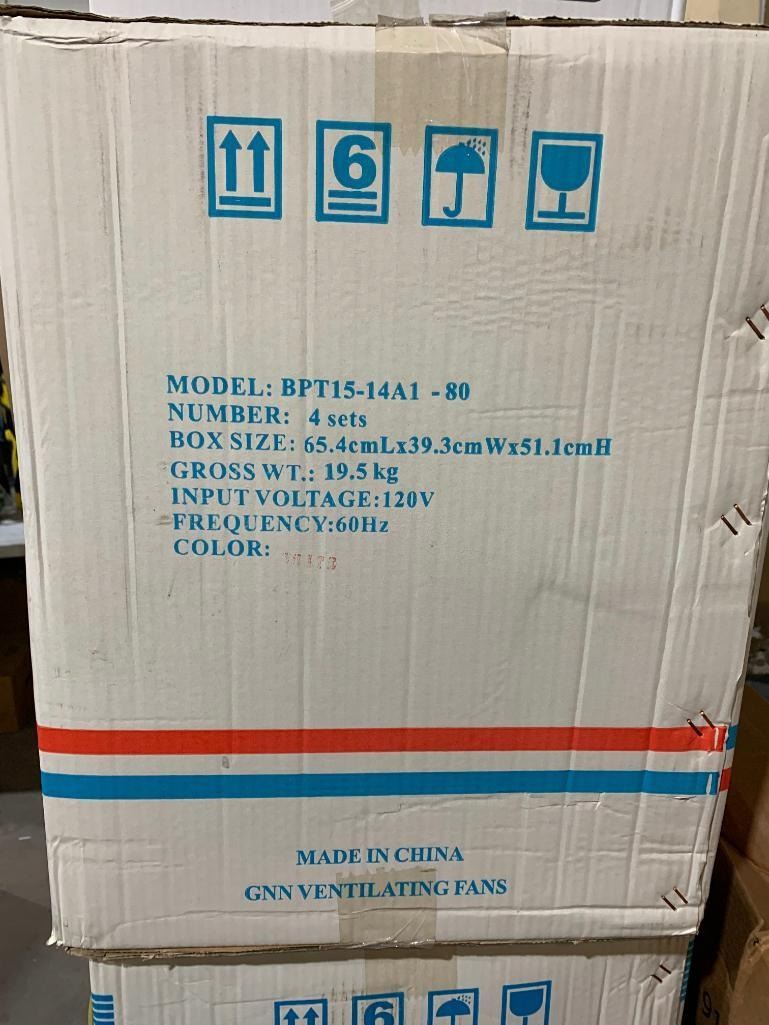 6
MODEL: BPT15-14A1 - 80
NUMBER: 4 sets
BOX SIZE: 65.4cmLx39.3cmWx51.1cmH
GROSS WT.: 19.5 kg
INPUT VOLTAGE:120V
FREQUENCY:60Hz
COLOR: WHITE
MADE IN CHINA
GNN VENTILATING FANS
6